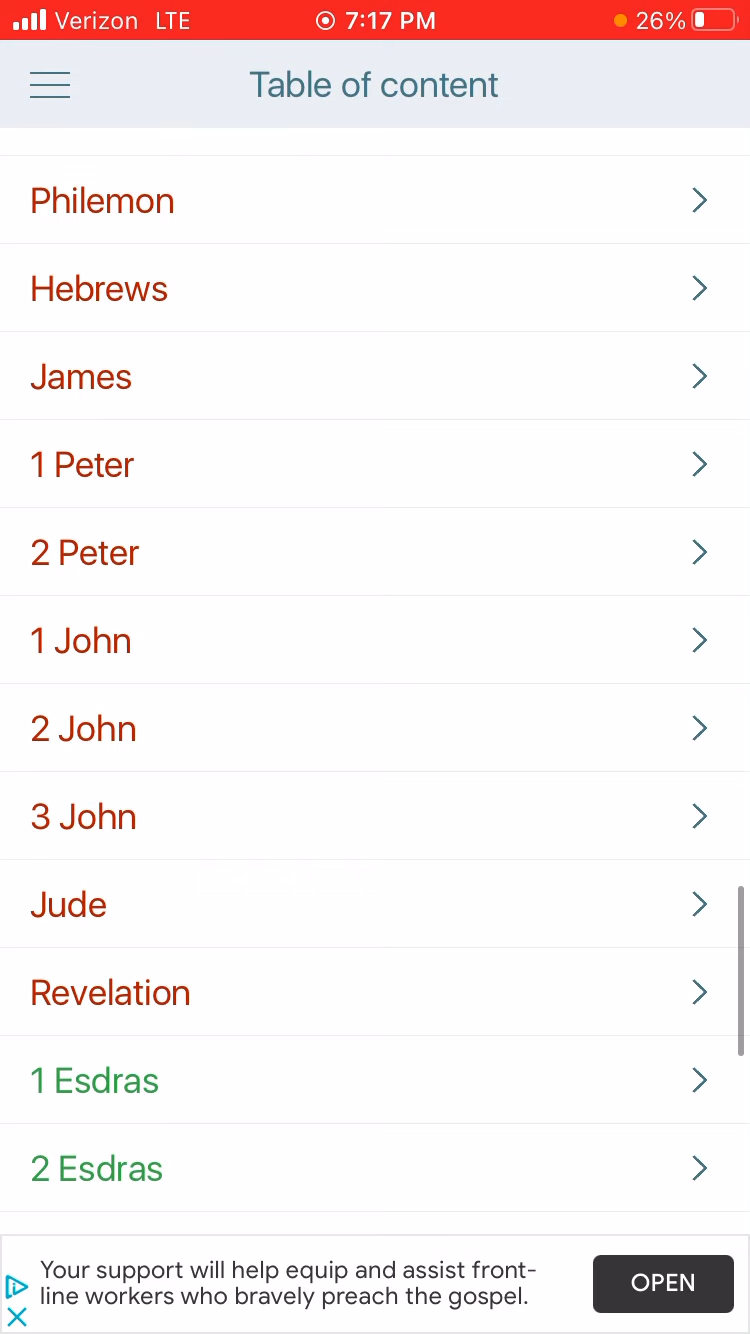 Verizon LTE 7:17 PM 26%
Table of content
Philemon
Hebrews
James
1 Peter
2 Peter
1 John
2 John
3 John
Jude
Revelation
1 Esdras
2 Esdras
Your support will help equip and assist front-
line workers who bravely preach the gospel.
OPEN